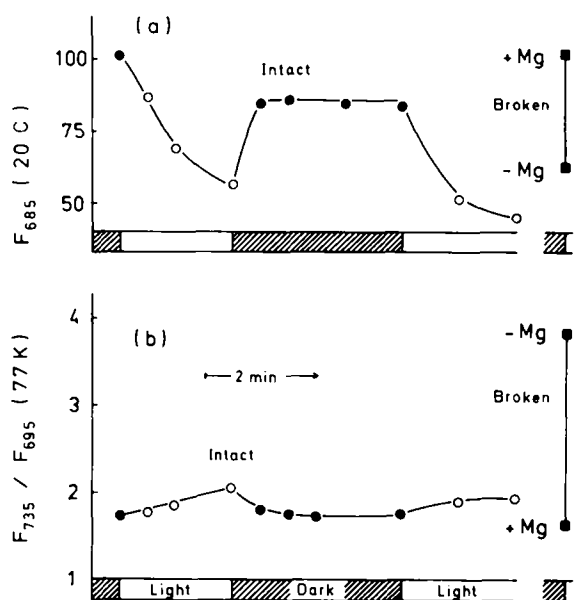 (a)
100
75
50
F685 (20 C)
Intact
+ Mg
Broken
- Mg
(b)
4
3
2
1
F735 / F695 (77K)
2 min
Intact
- Mg
Broken
+ Mg
Light
Dark
Light